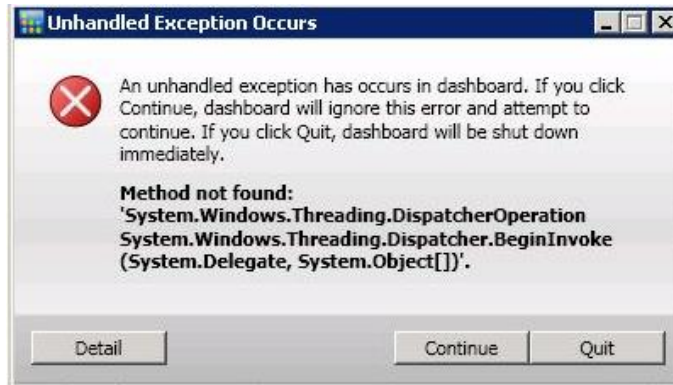 Unhandled Exception Occurs
An unhandled exception has occurs in dashboard. If you click
Continue, dashboard will ignore this error and attempt to
continue. If you click Quit, dashboard will be shut down
immediately.
Method not found:
'System.Windows.Threading.DispatcherOperation
System.Windows.Threading.Dispatcher.BeginInvoke
(System.Delegate, System.Object[])'.
Detail
Continue
Quit